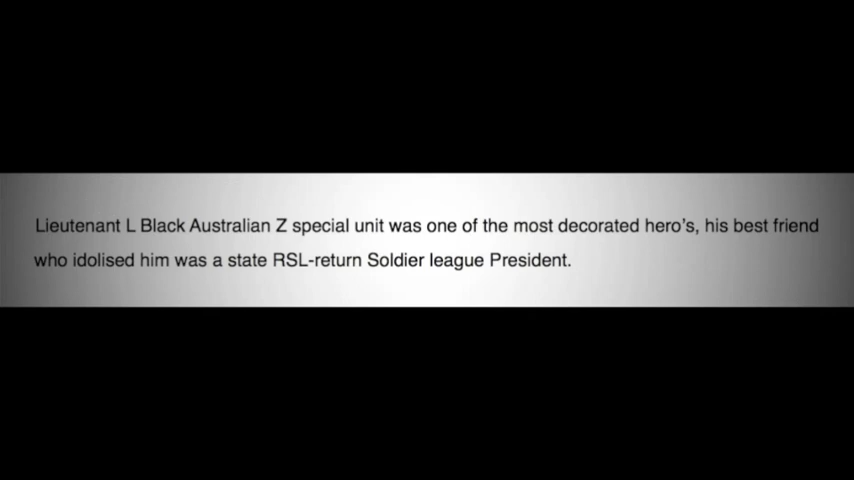 Lieutenant L Black Australian Z special unit was one of the most decorated hero's, his best friend
who idolised him was a state RSL-return Soldier league President.